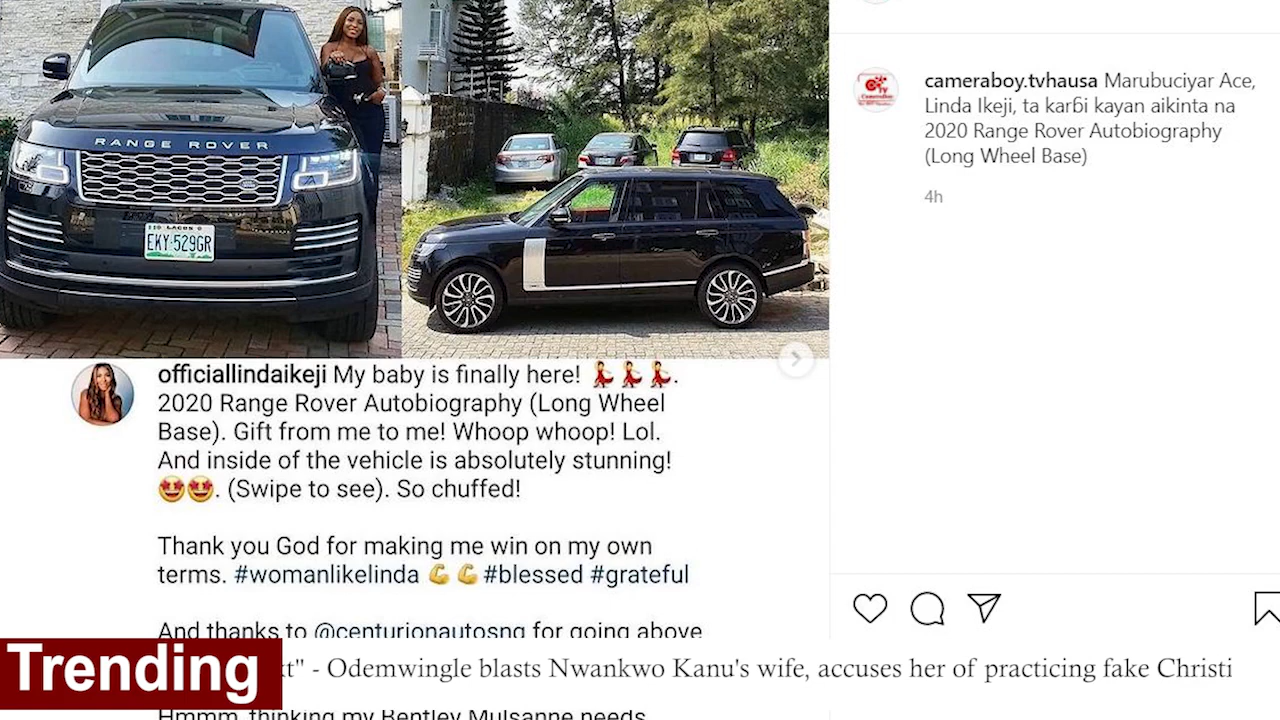 RANGE ROVER
LAGOS
EKY-529GR
officiallindaikeji My baby is finally here! 💃💃💃.
2020 Range Rover Autobiography (Long Wheel
Base). Gift from me to me! Whoop whoop! Lol.
And inside of the vehicle is absolutely stunning!
🤩🤩. (Swipe to see). So chuffed!
Thank you God for making me win on my own
terms. #womanlikelinda 💪💪#blessed #grateful
And thanks to @centurionautosng for going above
Hmmm, thinking my Bentley Mulsanne needs
cameraboy.tvhausa Marubuciyar Ace,
Linda Ikeji, ta karɓi kayan aikinta na
2020 Range Rover Autobiography
(Long Wheel Base)
4h
Trending
" - Odemwingle blasts Nwankwo Kanu's wife, accuses her of practicing fake Christi